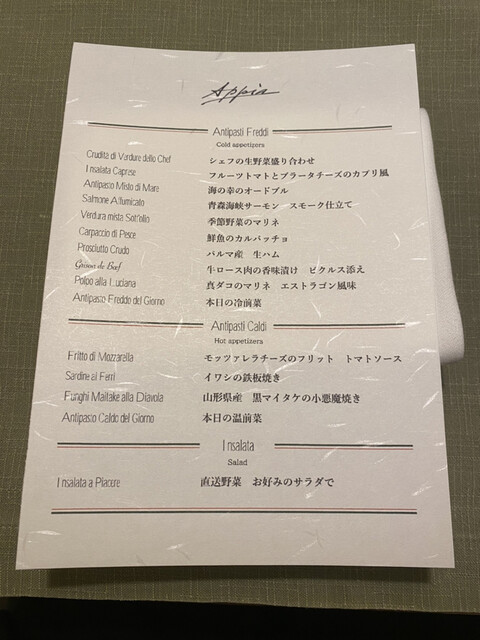 Appia
Antipasti Freddi
Cold appetizers
Crudità di Verdure dello Chef シェフの生野菜盛り合わせ
Insalata Caprese フルーツトマトとブラータチーズのカプリ風
Antipasto Misto di Mare 海の幸のオードブル
Salmone Affumicato 青森海峡サーモン スモーク仕立て
Verdura mista Sott'olio 季節野菜のマリネ
Carpaccio di Pesce 鮮魚のカルパッチョ
Prosciutto Crudo パルマ産 生ハム
de Beef 牛ロース肉の香味漬け ピクルス添え
Polpo alla Luciana 真ダコのマリネ エストラゴン風味
Antipasto Freddo del Giorno 本日の冷前菜
Antipasti Caldi
Hot appetizers
Fritto di Mozzarella モッツァレラチーズのフリット トマトソース
Sardine ai Ferri イワシの鉄板焼き
Funghi Maitake alla Diavola 山形県産 黒マイタケの小悪魔焼き
Antipasto Caldo del Giorno 本日の温前菜
Insalata
Salad
Insalata a Piacere 直送野菜 お好みのサラダで